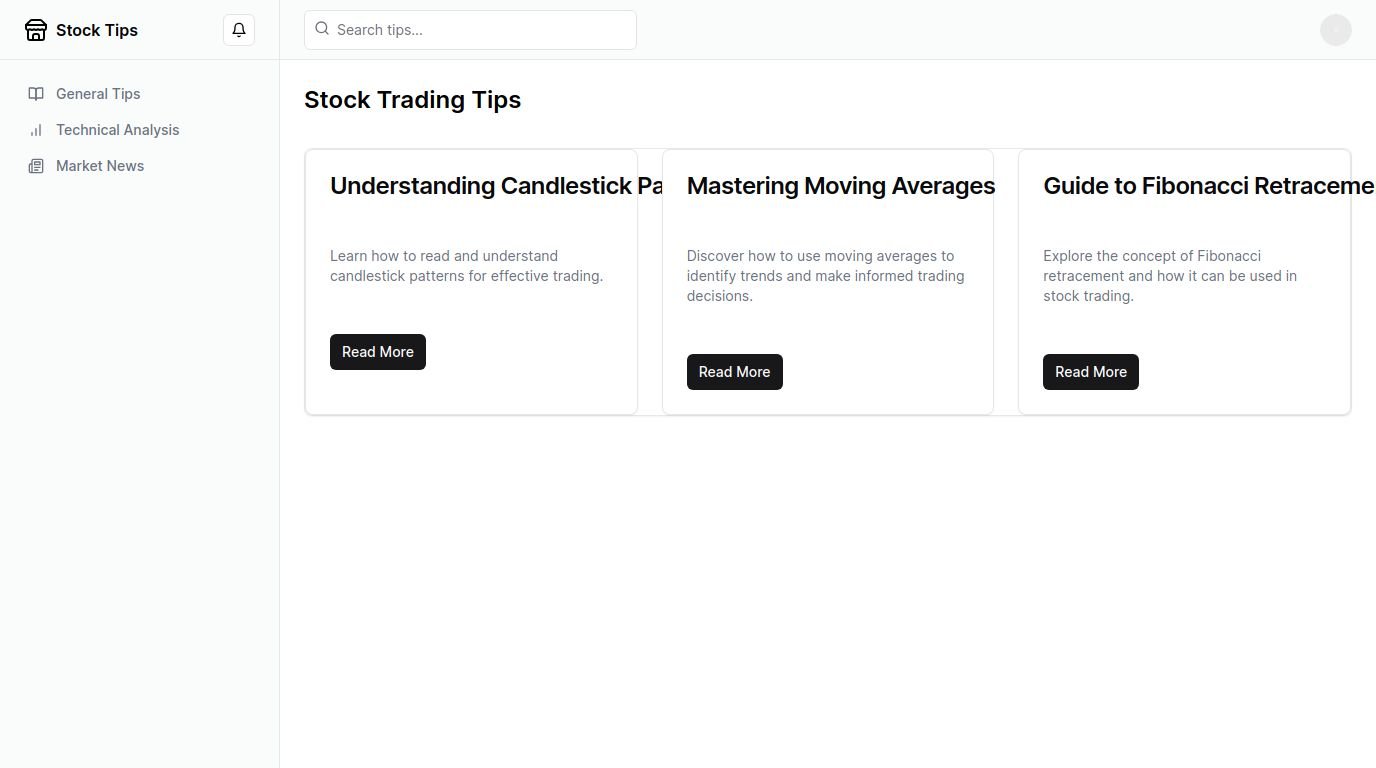 Stock Tips
Search tips...
General Tips
Technical Analysis
Market News
Stock Trading Tips
Understanding Candlestick Pa
Learn how to read and understand
candlestick patterns for effective trading.
Read More
Mastering Moving Averages
Discover how to use moving averages to
identify trends and make informed trading
decisions.
Read More
Guide to Fibonacci Retraceme
Explore the concept of Fibonacci
retracement and how it can be used in
stock trading.
Read More